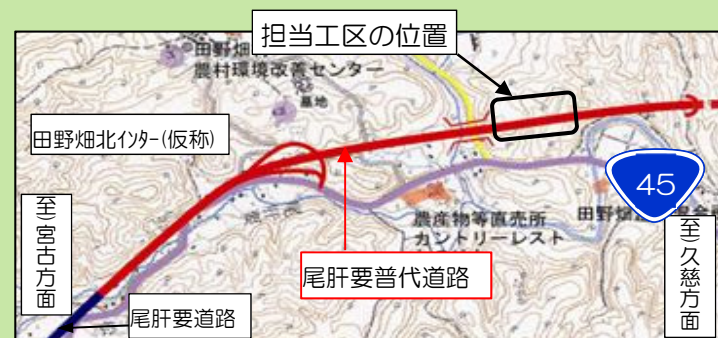 担当工区の位置
田野畑
農村環境改善センター
墓地
田野畑北インター(仮称)
45
農産物等直売所
カントリーレスト
田野畑
至)宮古方面
尾肝要普代道路
至)久慈方面
尾肝要道路